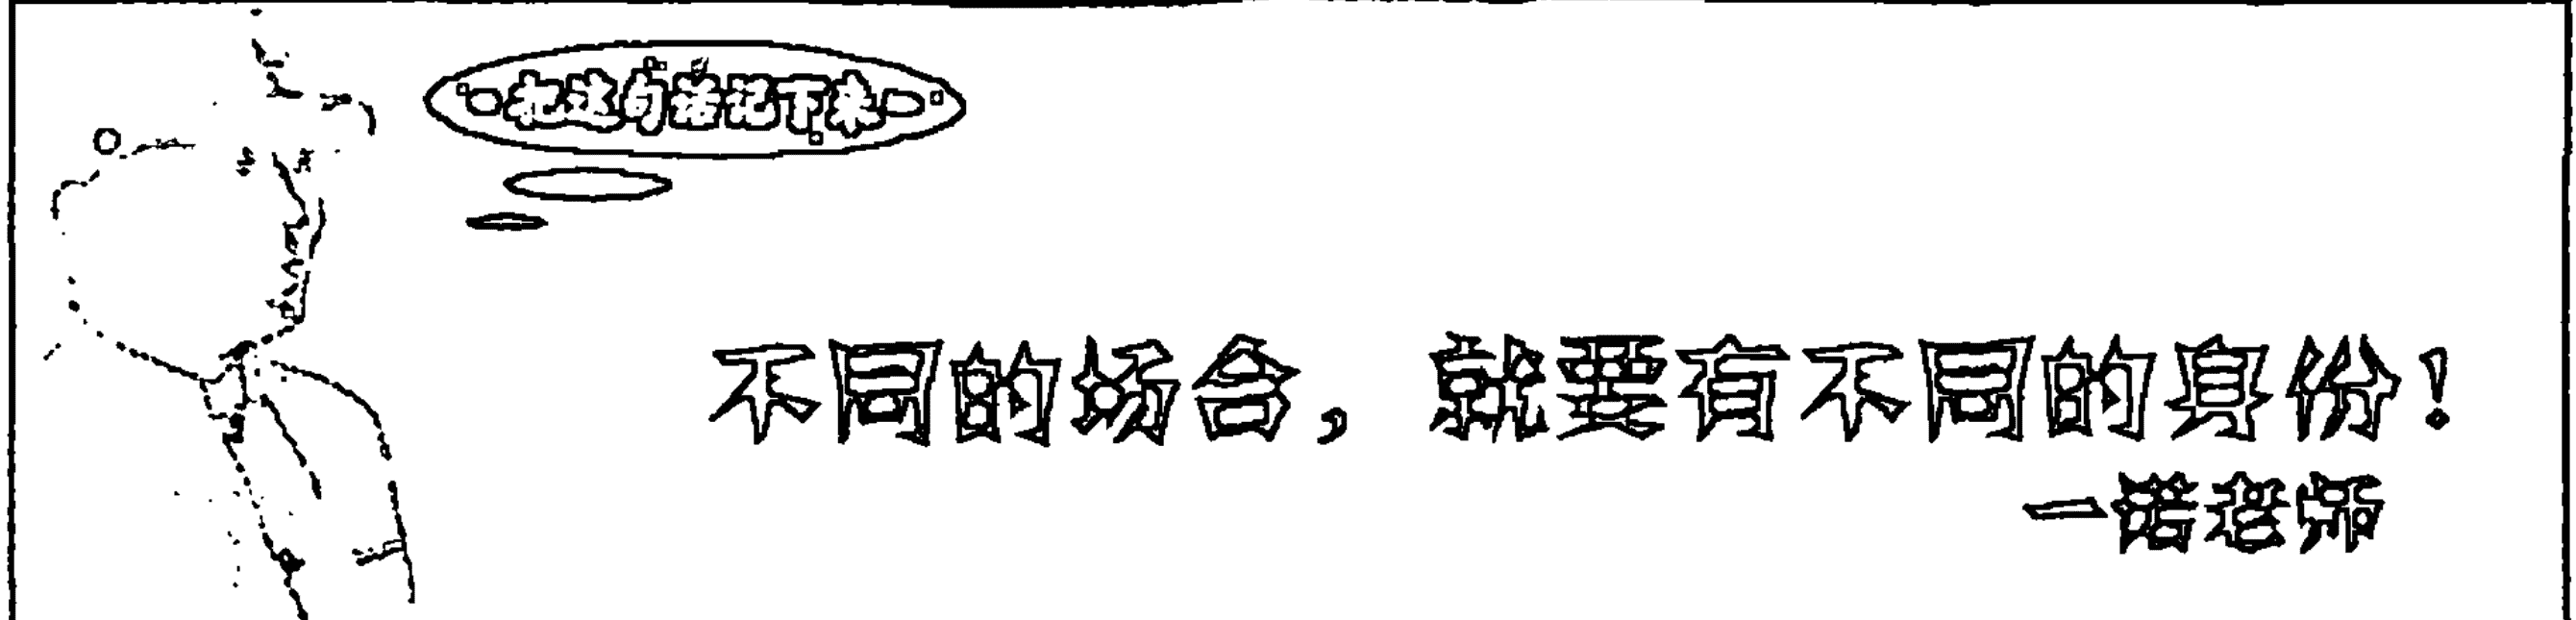 把这句话记下来
不同的场合，就要有不同的身份！
一诺老师